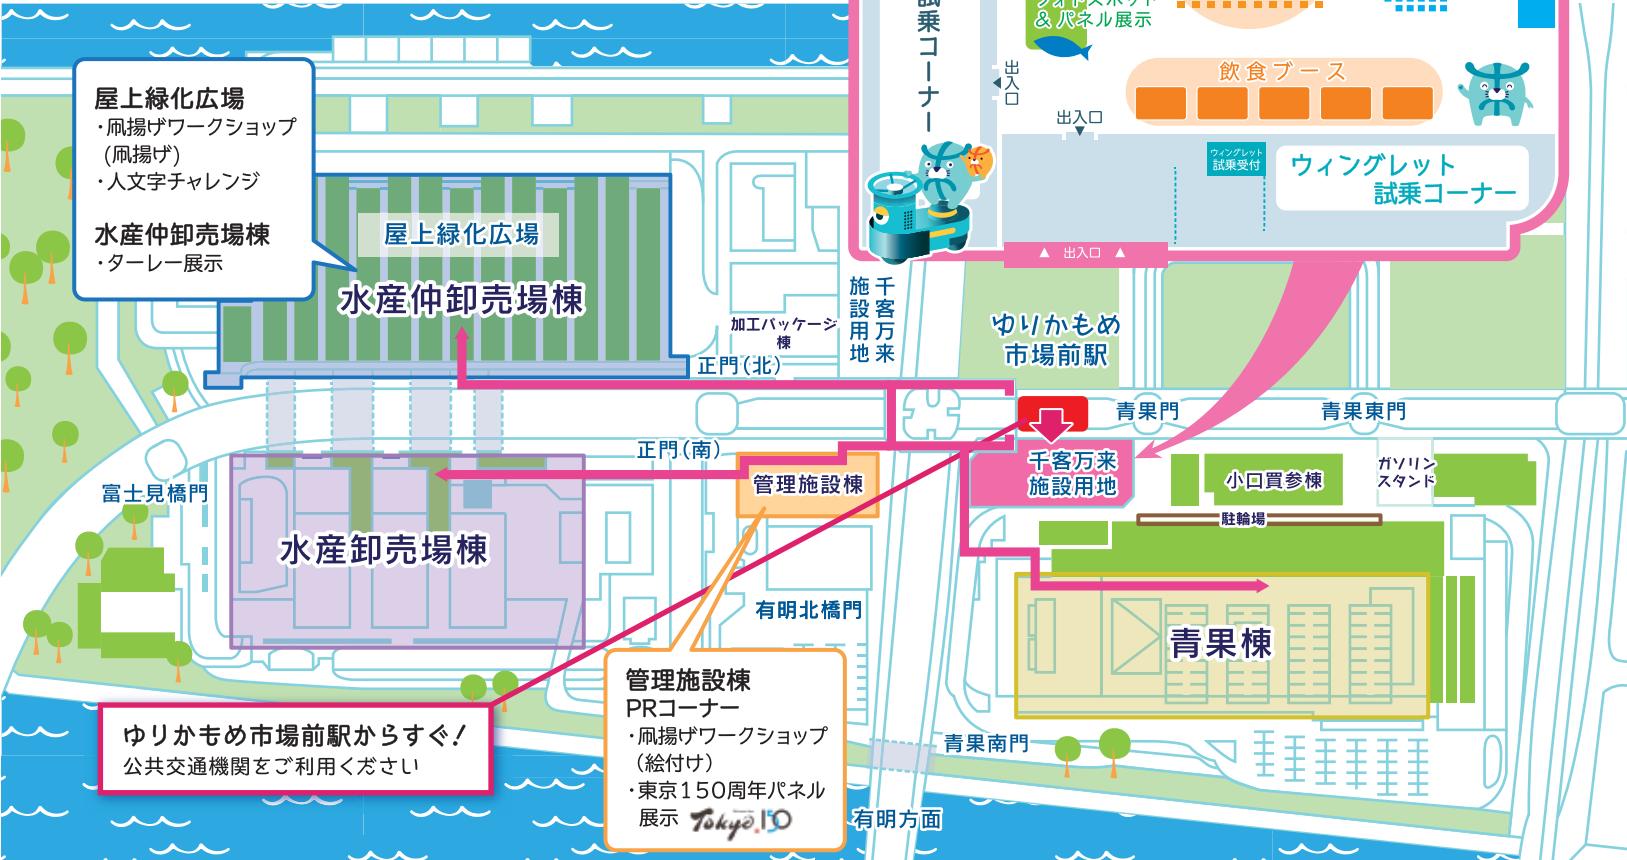 屋上緑化広場
・凧揚げワークショップ
(凧揚げ)
・人文字チャレンジ
水産仲卸売場棟
・ターレー展示
屋上緑化広場
水産仲卸売場棟
加工パッケージ
棟
正門(北)
千客万来
施設用地
試乗コーナー
フォトスポット
&パネル展示
出入口
出入口
飲食ブース
ウィングレット
試乗受付
ウィングレット
試乗コーナー
▲ 出入口 ▲
ゆりかもめ
市場前駅
青果門
青果東門
正門(南)
管理施設棟
千客万来
施設用地
小口買参棟
ガソリン
スタンド
駐輪場
富士見橋門
水産卸売場棟
有明北橋門
青果棟
管理施設棟
PRコーナー
・凧揚げワークショップ
(絵付け)
・東京150周年パネル
展示 Tokyo 150
ゆりかもめ市場前駅からすぐ!
公共交通機関をご利用ください
青果南門
有明方面